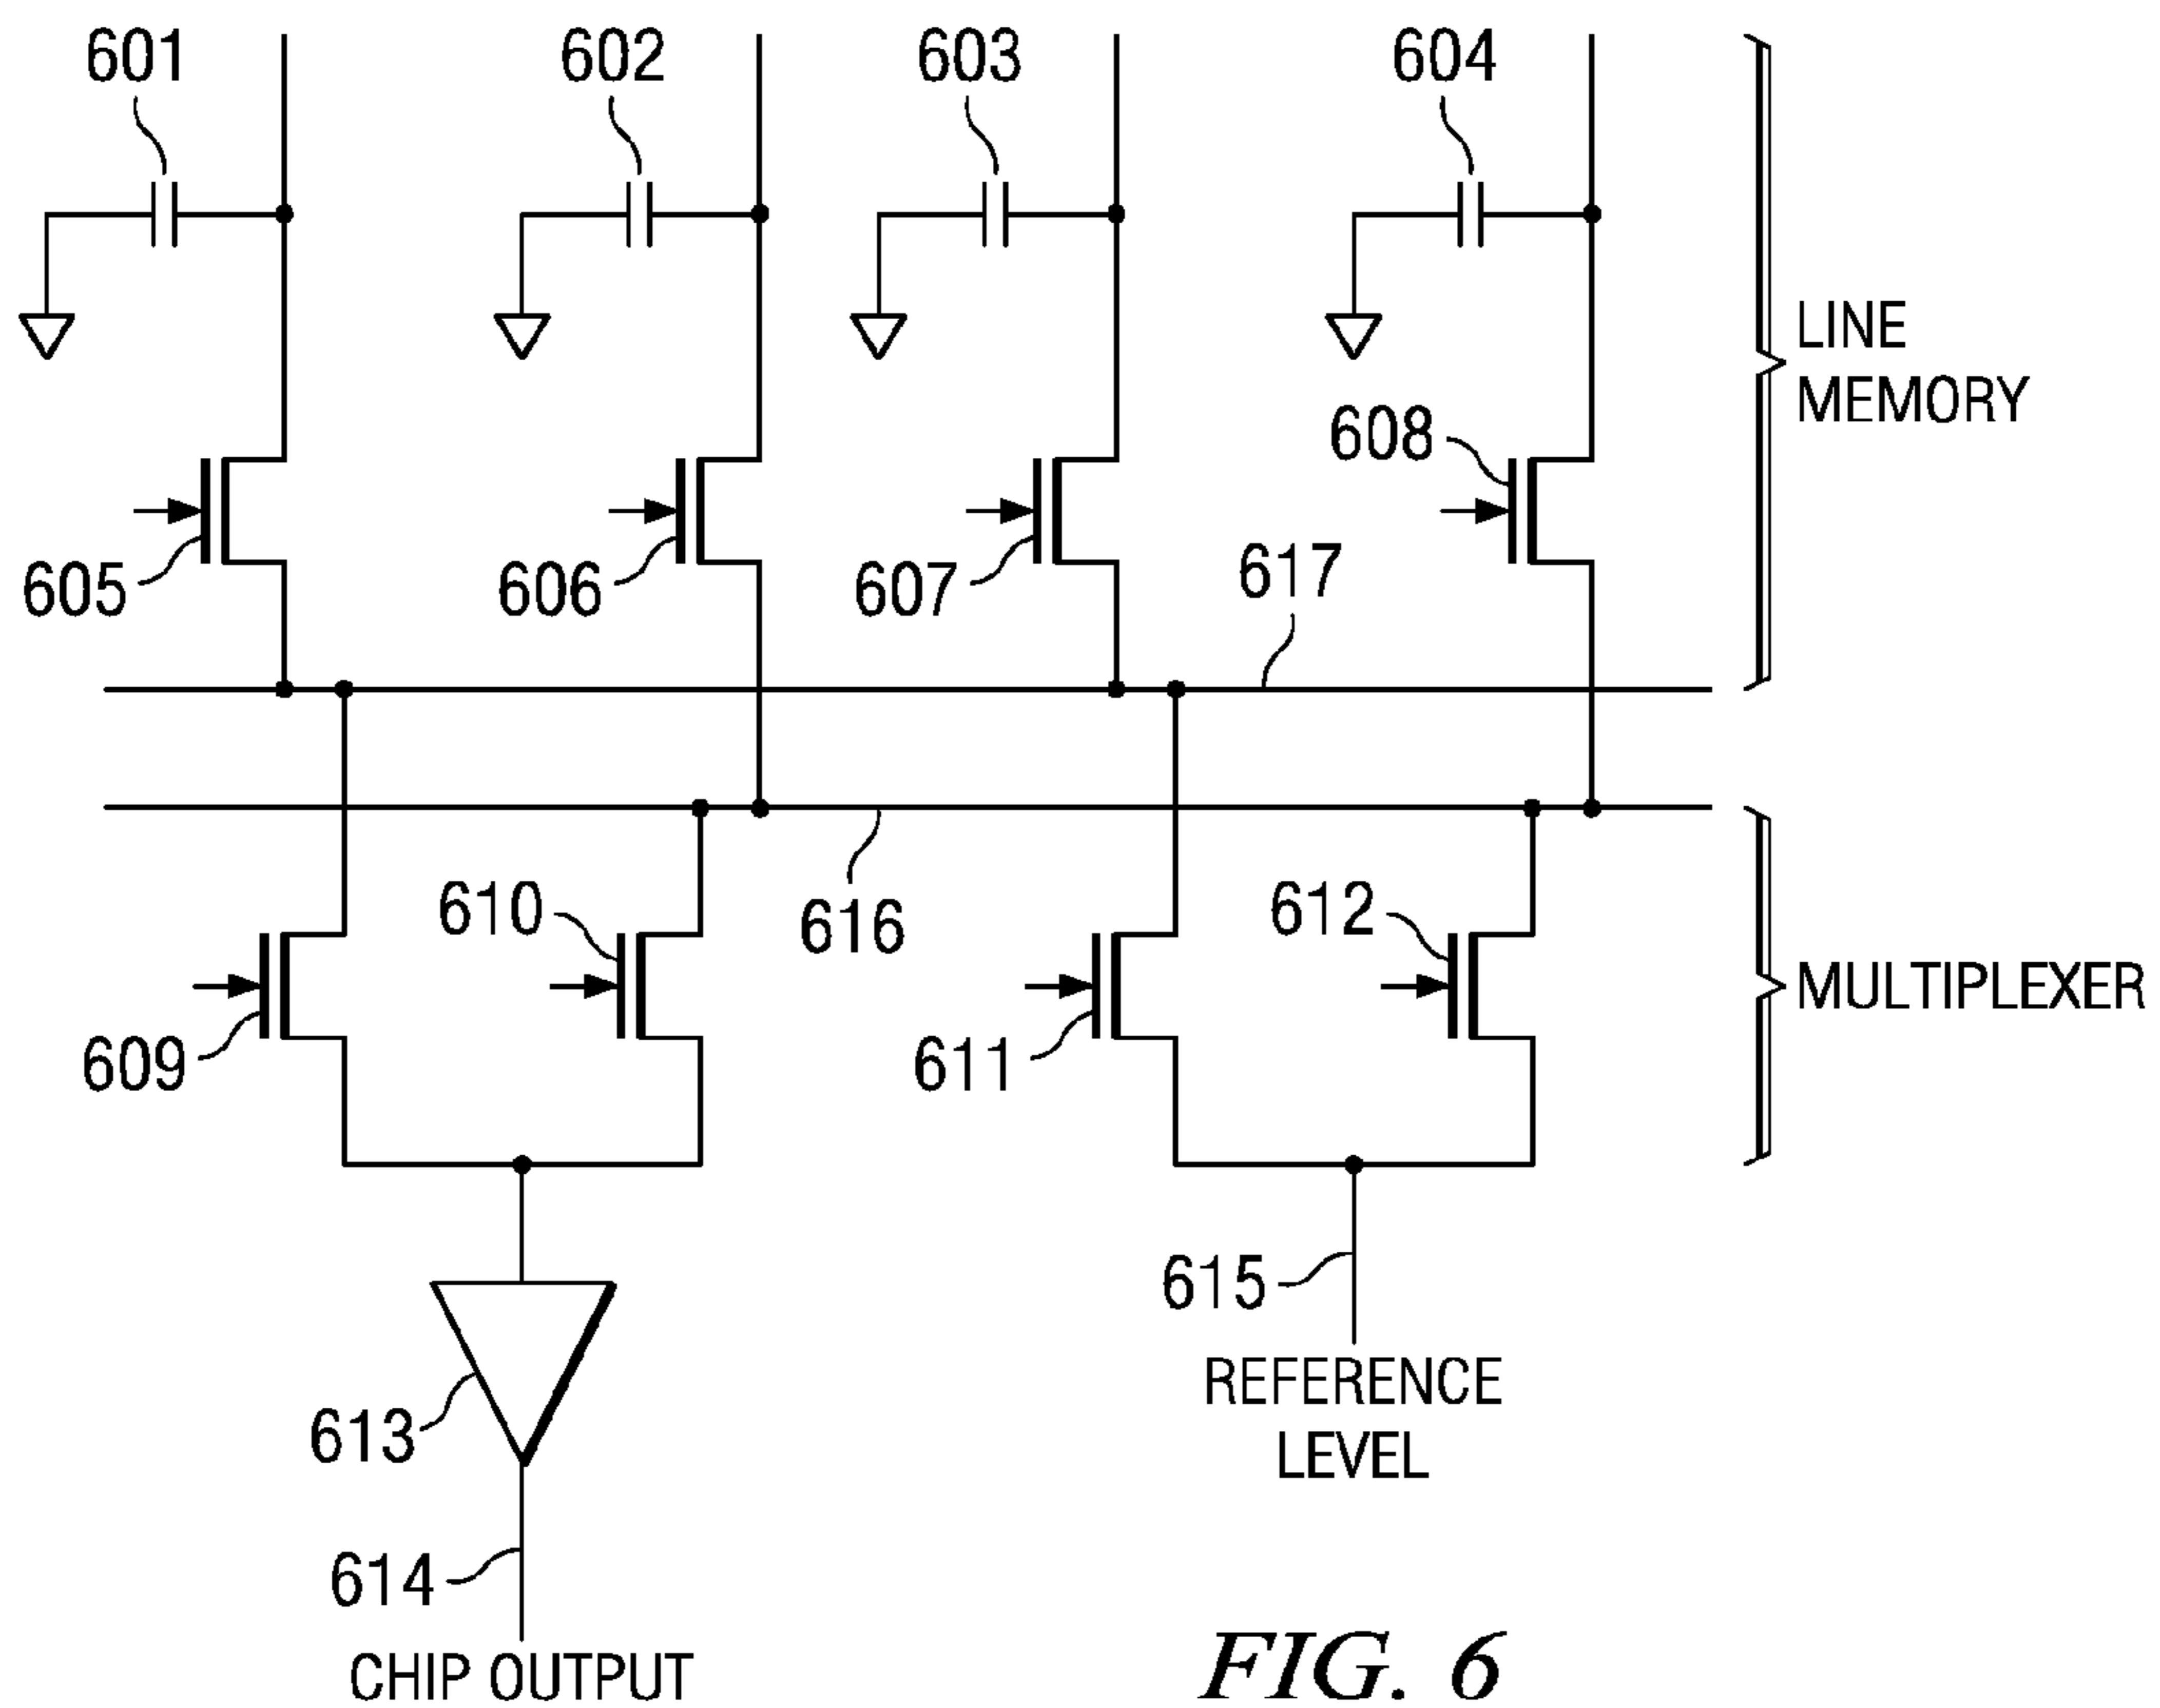 601
602
603
604
LINE
MEMORY
608
605
606
607
617
610
616
612
MULTIPLEXER
609
611
615
REFERENCE
LEVEL
613
614
CHIP OUTPUT
FIG. 6